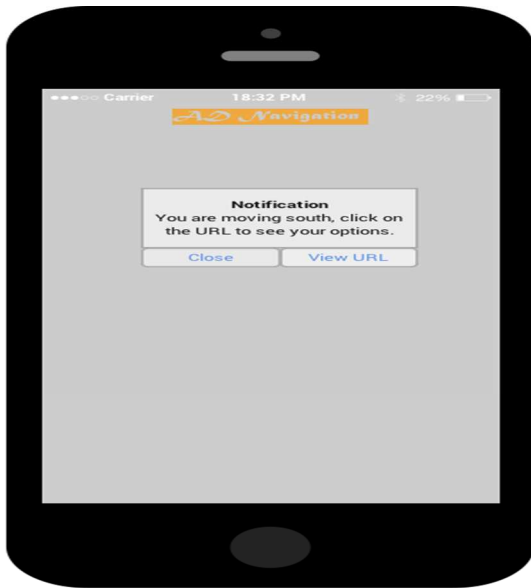 Carrier 18:32 PM 22%
AD Navigation
Notification
You are moving south, click on
the URL to see your options.
Close View URL